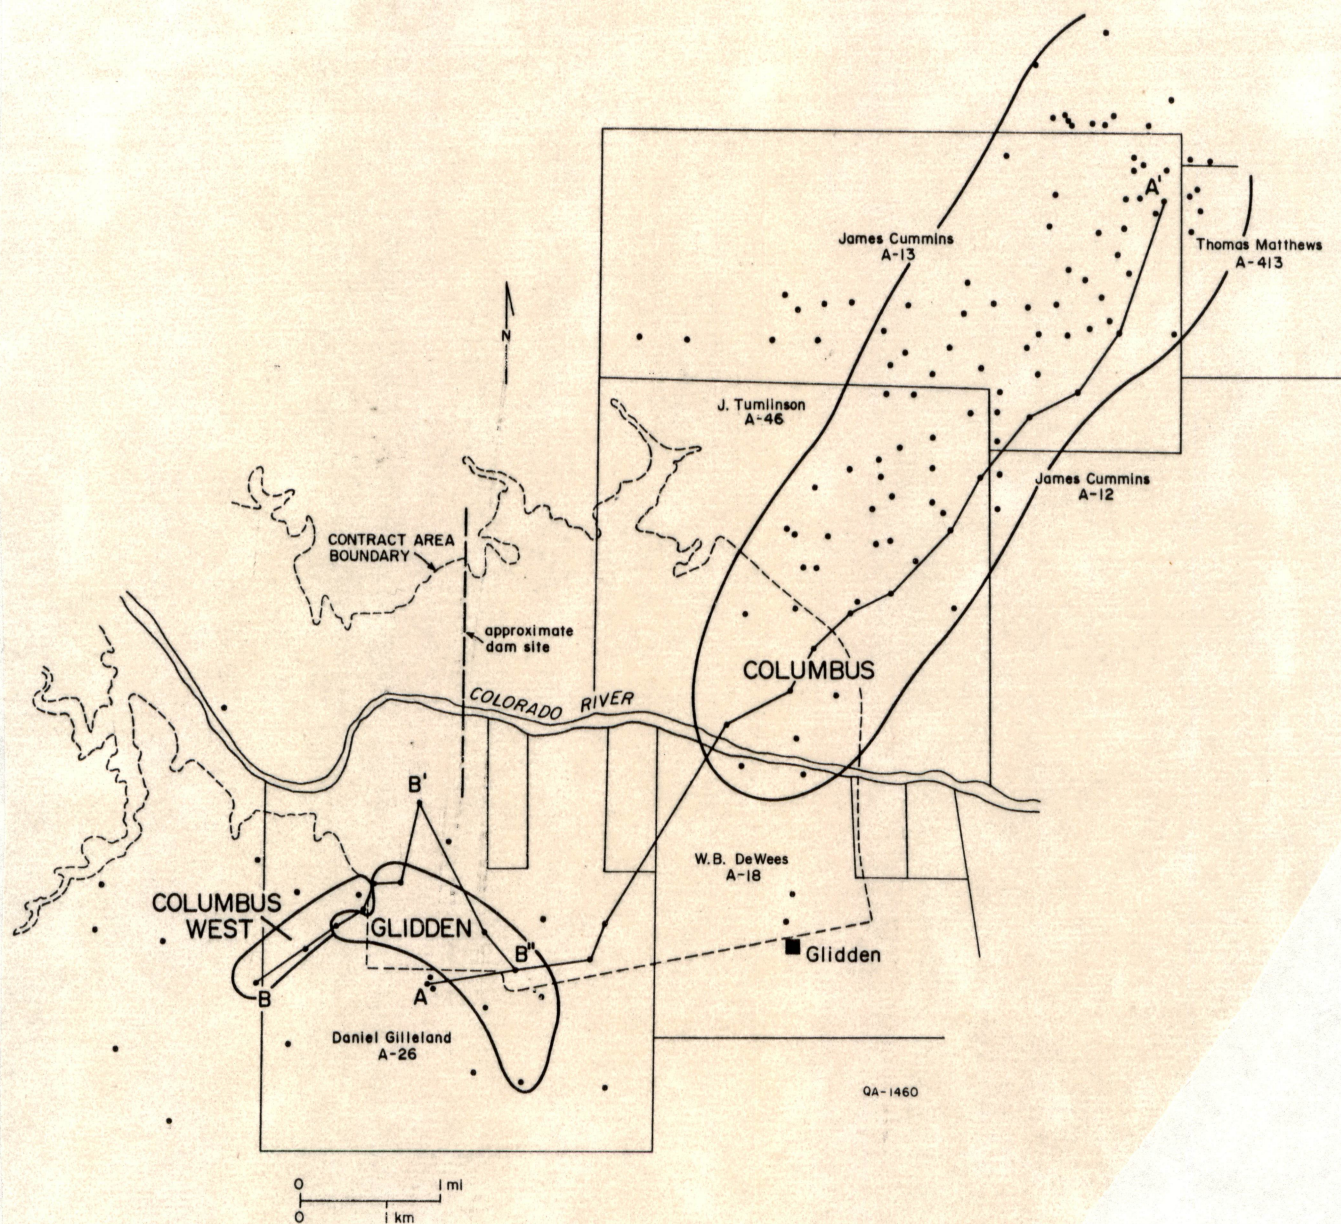 A'
James Cummins
A-13
Thomas Matthews
A-413
N
J. Tumlinson
A-46
James Cummins
A-12
CONTRACT AREA
BOUNDARY
approximate
dam site
COLUMBUS
COLORADO RIVER
B'
W.B. DeWees
A-18
COLUMBUS
WEST
GLIDDEN
B"
Glidden
A
B
Daniel Gilleland
A-26
QA-1460
0 1 mi
0 1 km